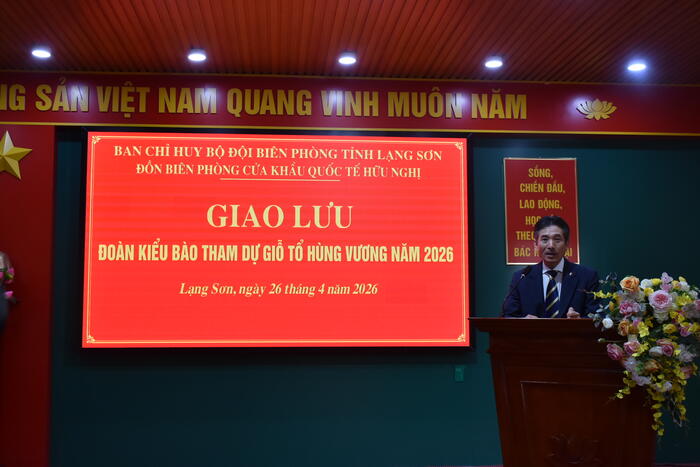 SẢN VIỆT NAM QUANG VINH MUÔN NĂM
BAN CHỈ HUY BỘ ĐỘI BIÊN PHÒNG TỈNH LẠNG SƠN
ĐỒN BIÊN PHÒNG CỬA KHẨU QUỐC TẾ HỮU NGHỊ
GIAO LƯU
ĐOÀN KIỂU BÀO THAM DỰ GIỖ TỔ HÙNG VƯƠNG NĂM 2026
Lạng Sơn, ngày 26 tháng 4 năm 2026
SỐNG,
CHIẾN ĐẤU,
LAO ĐỘNG,
HỌC
THEO
BÁC